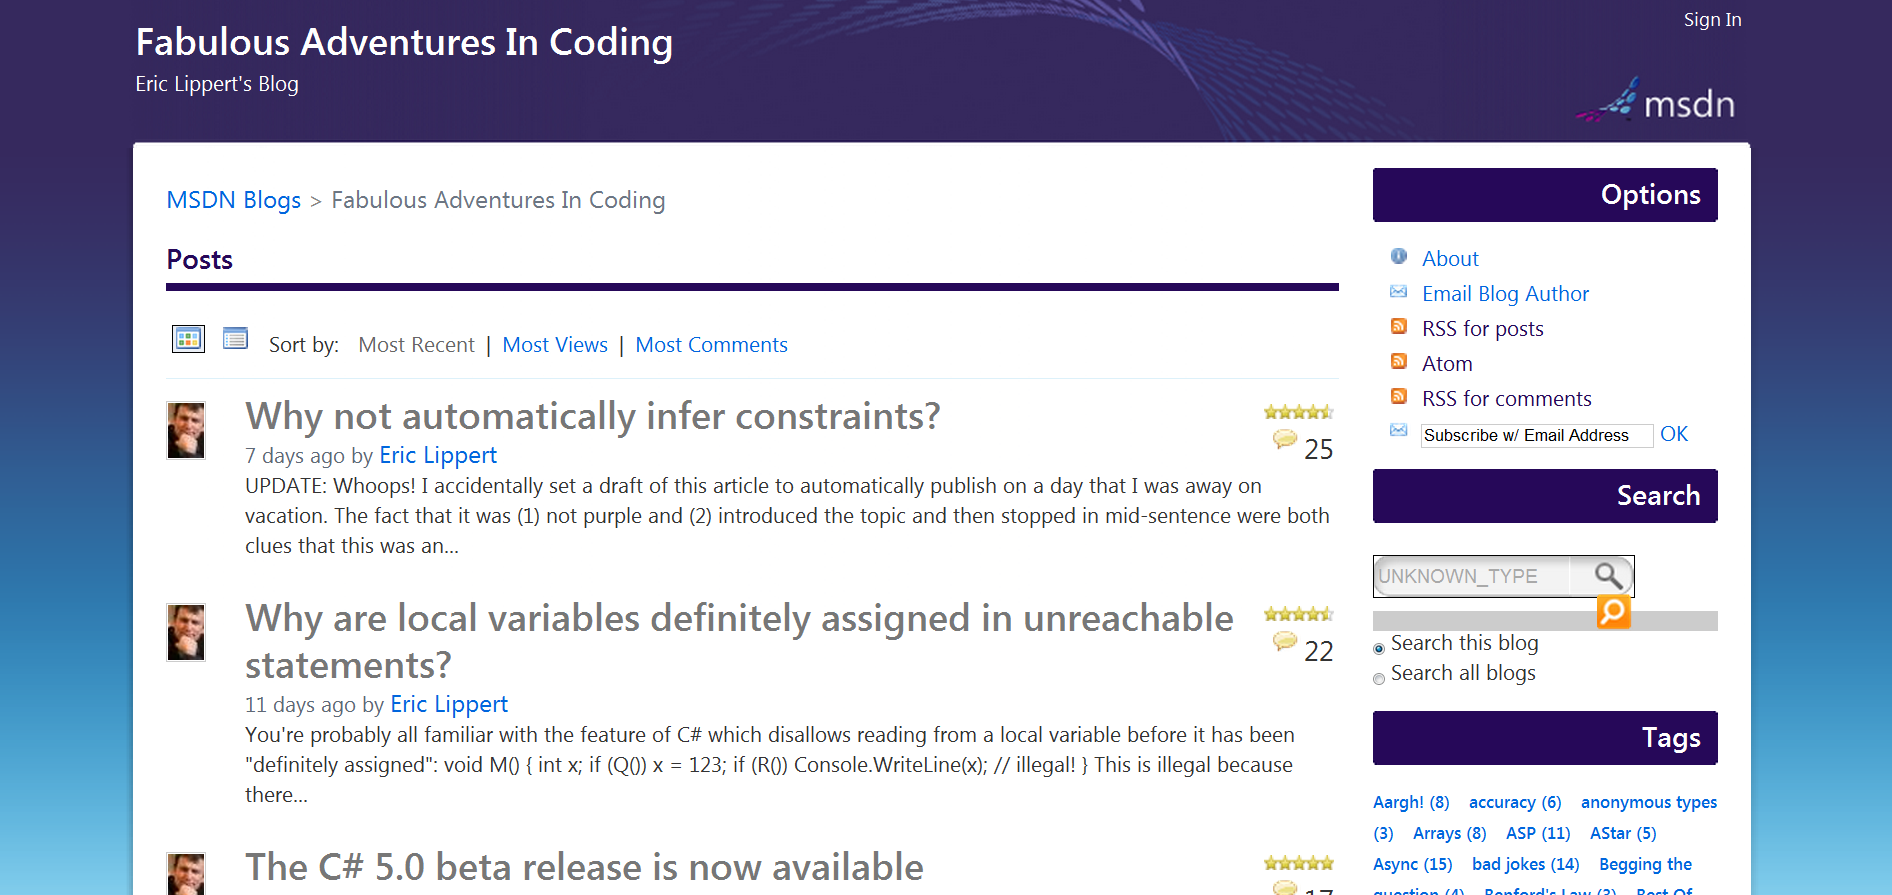 Fabulous Adventures In Coding
Eric Lippert's Blog
Sign In
msdn
MSDN Blogs > Fabulous Adventures In Coding
Posts
Sort by: Most Recent | Most Views | Most Comments
Why not automatically infer constraints?
7 days ago by Eric Lippert
25
UPDATE: Whoops! I accidentally set a draft of this article to automatically publish on a day that I was away on
vacation. The fact that it was (1) not purple and (2) introduced the topic and then stopped in mid-sentence were both
clues that this was an...
Why are local variables definitely assigned in unreachable
statements?
22
11 days ago by Eric Lippert
You're probably all familiar with the feature of C# which disallows reading from a local variable before it has been
"definitely assigned": void M() { int x; if (Q()) x = 123; if (R()) Console.WriteLine(x); // illegal! } This is illegal because
there...
The C# 5.0 beta release is now available
17
Options
About
Email Blog Author
RSS for posts
Atom
RSS for comments
Subscribe w/ Email Address OK
Search
UNKNOWN_TYPE
Search this blog
Search all blogs
Tags
Aargh! (8) accuracy (6) anonymous types
(3) Arrays (8) ASP (11) AStar (5)
Async (15) bad jokes (14) Begging the
question (4) Benford's Law (3) Best Of